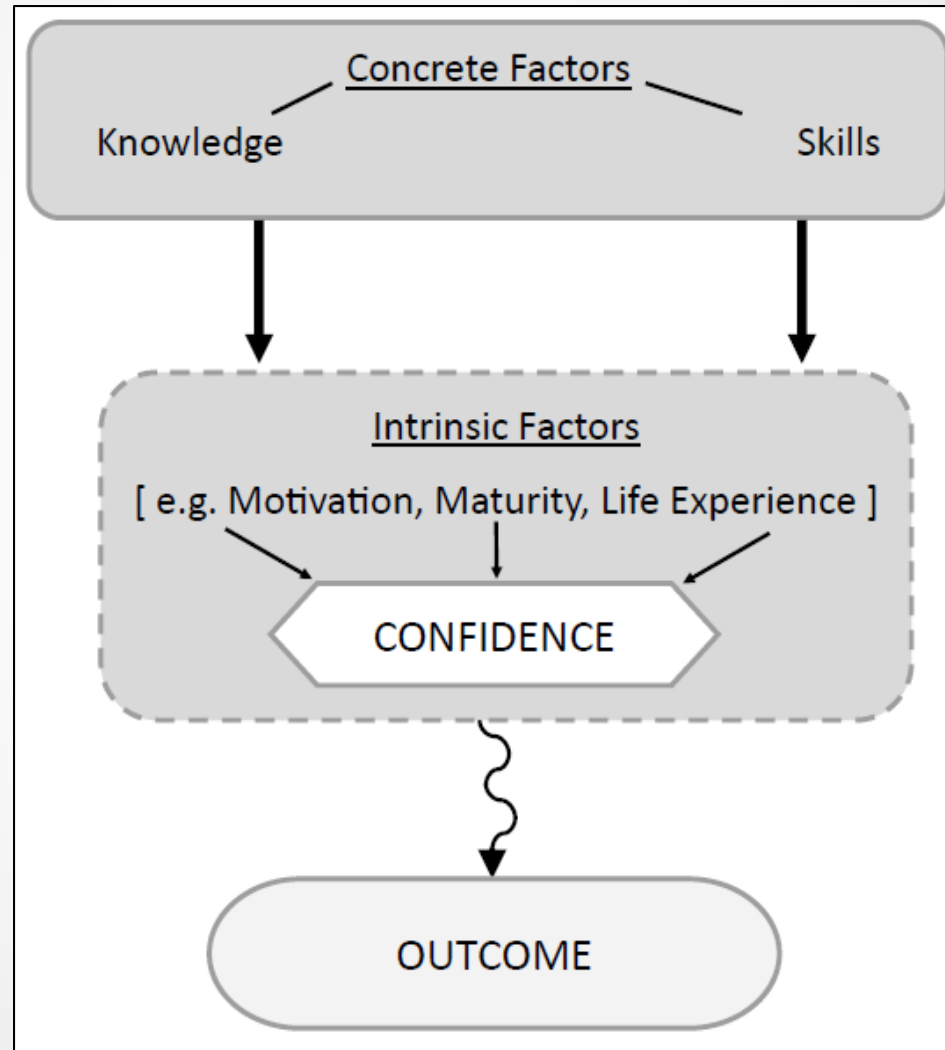 Concrete Factors
Knowledge Skills
Intrinsic Factors
[ e.g. Motivation, Maturity, Life Experience ]
CONFIDENCE
OUTCOME